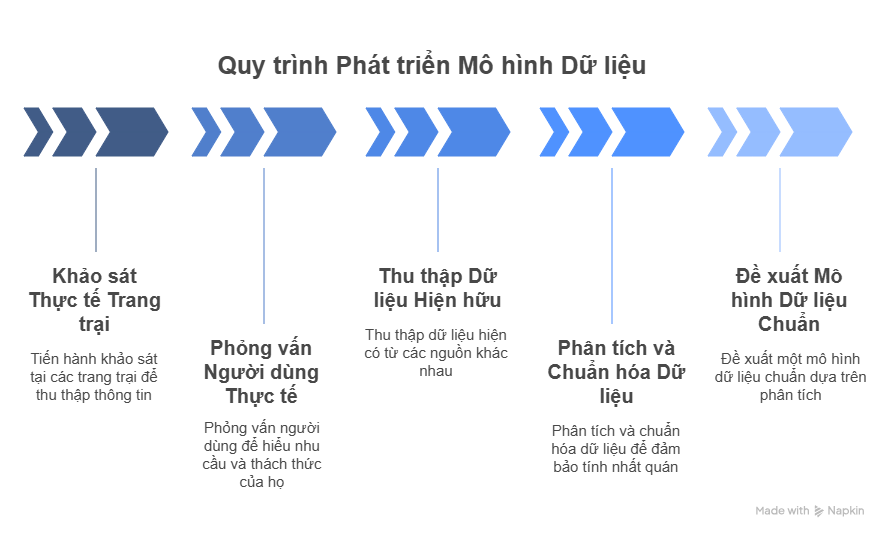 Quy trình Phát triển Mô hình Dữ liệu
Khảo sát
Thực tế Trang
trại
Tiến hành khảo sát
tại các trang trại để
thu thập thông tin
Phỏng vấn
Người dùng
Thực tế
Phỏng vấn người
dùng để hiểu nhu
cầu và thách thức
của họ
Thu thập Dữ
liệu Hiện hữu
Thu thập dữ liệu hiện
có từ các nguồn khác
nhau
Phân tích và
Chuẩn hóa Dữ
liệu
Phân tích và chuẩn
hóa dữ liệu để đảm
bảo tính nhất quán
Đề xuất Mô
hình Dữ liệu
Chuẩn
Đề xuất một mô hình
dữ liệu chuẩn dựa trên
phân tích
Made with Napkin